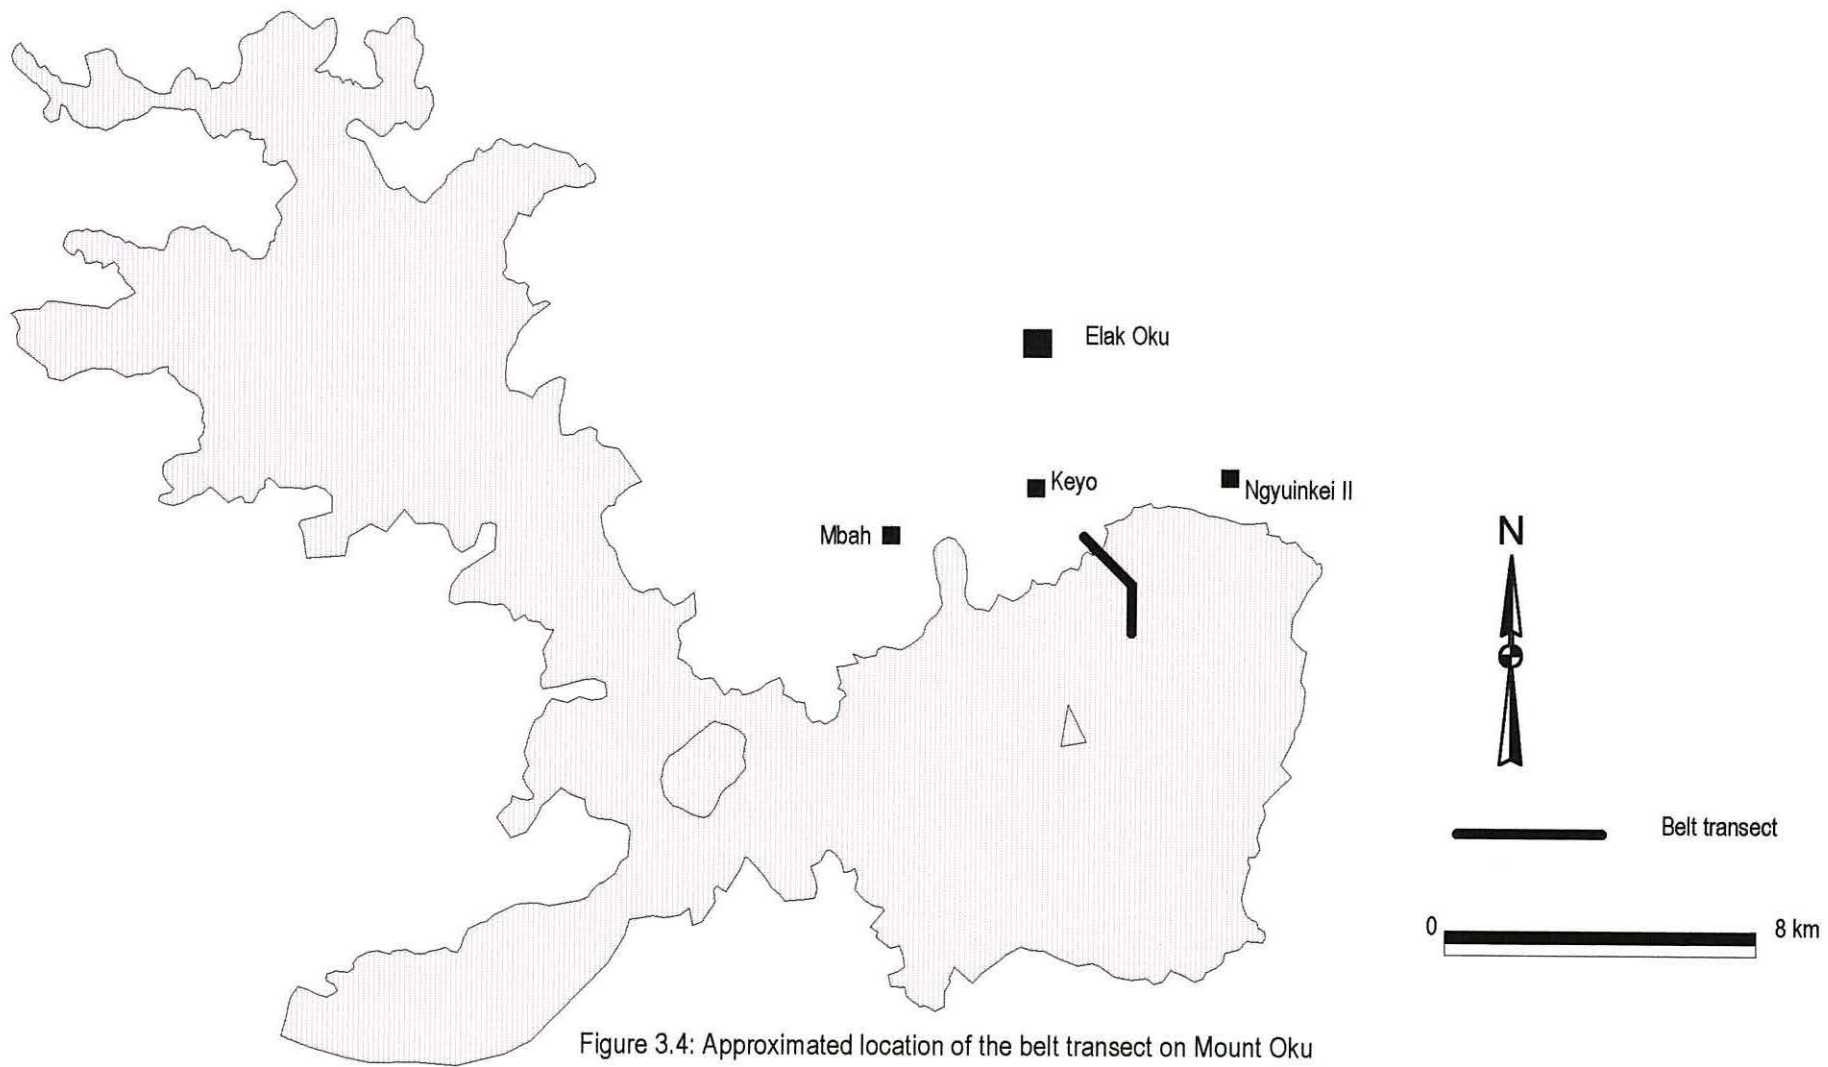 Elak Oku
Keyo
Ngyuinkei II
Mbah
N
Belt transect
0 8 km
Figure 3.4: Approximated location of the belt transect on Mount Oku